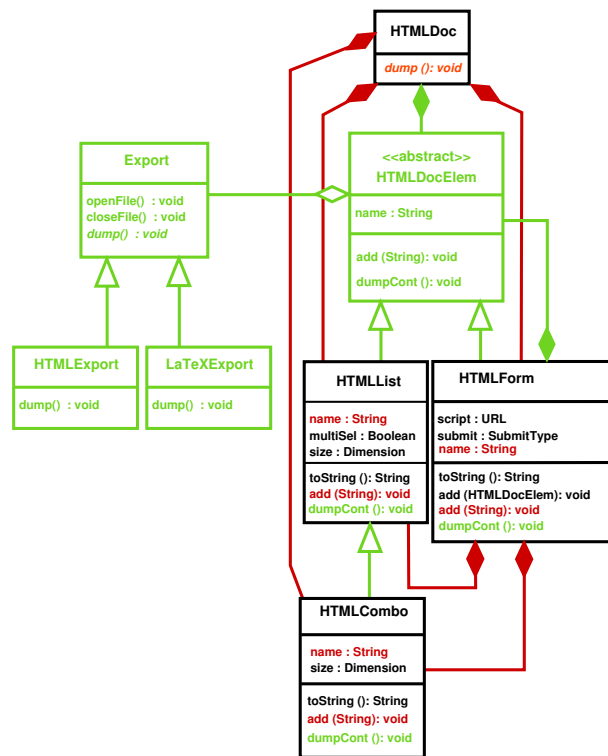 HTMLDoc
dump (): void
<<abstract>>
HTMLDocElem
name : String
add (String): void
dumpCont (): void
Export
openFile() : void
closeFile() : void
dump() : void
HTMLExport
dump() : void
LaTeXExport
dump() : void
HTMLList
name : String
multiSel : Boolean
size : Dimension
toString (): String
add (String): void
dumpCont (): void
HTMLForm
script : URL
submit : SubmitType
name : String
toString (): String
add (HTMLDocElem): void
add (String): void
dumpCont (): void
HTMLCombo
name : String
size : Dimension
toString (): String
add (String): void
dumpCont (): void